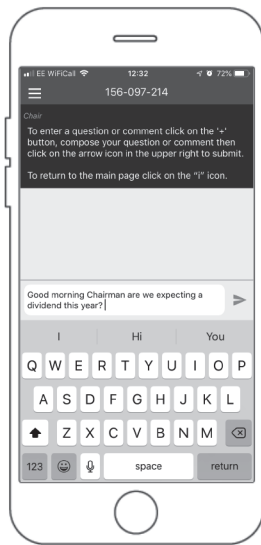 EE WiFiCall 12:32 72%
156-097-214
Chair
To enter a question or comment click on the '+'
button, compose your question or comment then
click on the arrow icon in the upper right to submit.
To return to the main page click on the "i" icon.
Good morning Chairman are we expecting a
dividend this year?
I Hi You
Q W E R T Y U I O P
A S D F G H J K L
Z X C V B N M
123 space return